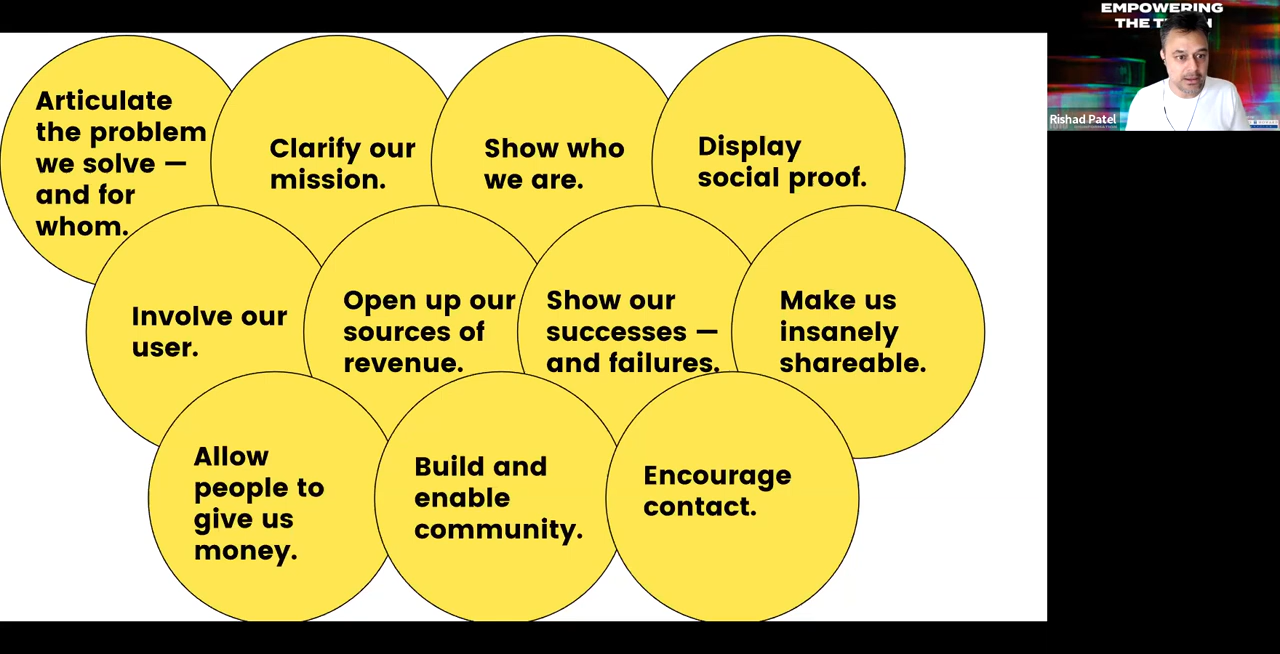 Articulate
the problem
we solve —
and for
whom.
Clarify our
mission.
Show who
we are.
Display
social proof.
Involve our
user.
Open up our
sources of
revenue.
Show our
successes —
and failures.
Make us
insanely
shareable.
Allow
people to
give us
money.
Build and
enable
community.
Encourage
contact.
EMPOWERING
THE
Rishad Patel